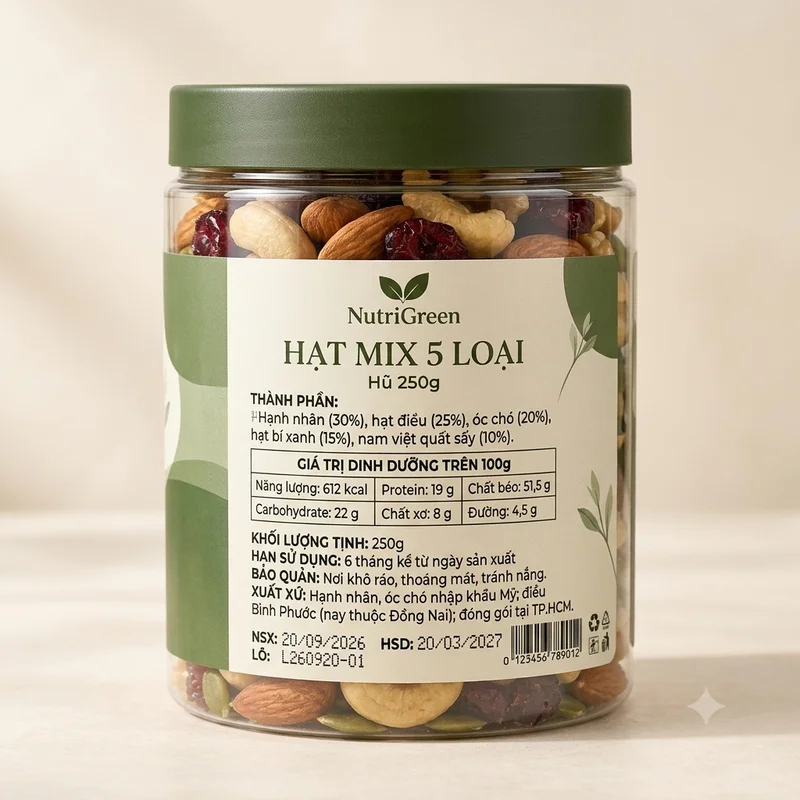 NutriGreen
HẠT MIX 5 LOẠI
Hũ 250g
THÀNH PHẦN:
Hạnh nhân (30%), hạt điều (25%), óc chó (20%),
hạt bí xanh (15%), nam việt quất sấy (10%).
GIÁ TRỊ DINH DƯỠNG TRÊN 100g
Năng lượng: 612 kcal Protein: 19 g Chất béo: 51,5 g
Carbohydrate: 22 g Chất xơ: 8 g Đường: 4,5 g
KHỐI LƯỢNG TỊNH: 250g
HẠN SỬ DỤNG: 6 tháng kể từ ngày sản xuất
BẢO QUẢN: Nơi khô ráo, thoáng mát, tránh nắng.
XUẤT XỨ: Hạnh nhân, óc chó nhập khẩu Mỹ; điều
Bình Phước (nay thuộc Đồng Nai); đóng gói tại TP.HCM.
NSX: 20/09/2026 HSD: 20/03/2027
LÔ: L260920-01
0 125456 789012